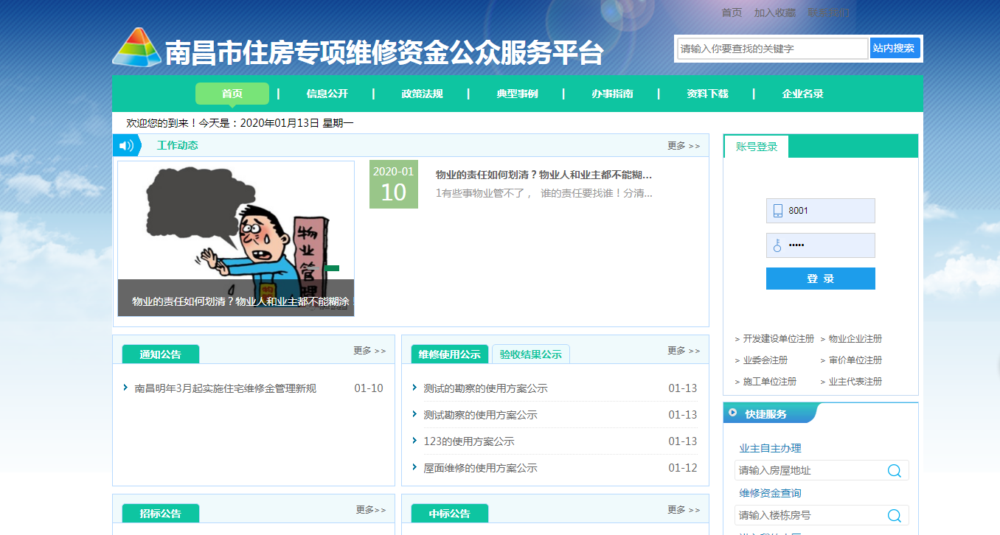 首页 加入收藏 联系我们
南昌市住房专项维修资金公众服务平台
请输入你要查找的关键字 站内搜索
首页 信息公开 政策法规 典型事例 办事指南 资料下载 企业名录
欢迎您的到来！今天是：2020年01月13日 星期一
工作动态 更多 >>
物业管理
物业的责任如何划清？物业人和业主都不能糊涂！
2020-01
10
物业的责任如何划清？物业人和业主都不能糊...
1有些事物业管不了， 谁的责任要找谁！分清...
账号登录
8001
•••••
登 录
> 开发建设单位注册 > 物业企业注册
> 业委会注册 > 审价单位注册
> 施工单位注册 > 业主代表注册
通知公告 更多 >>
南昌明年3月起实施住宅维修金管理新规 01-10
维修使用公示 验收结果公示 更多 >>
测试的勘察的使用方案公示 01-13
测试勘察的使用方案公示 01-13
123的使用方案公示 01-13
屋面维修的使用方案公示 01-12
快捷服务
业主自主办理
请输入房屋地址
维修资金查询
请输入楼栋房号
招标公告 更多>>
中标公告 更多 >>